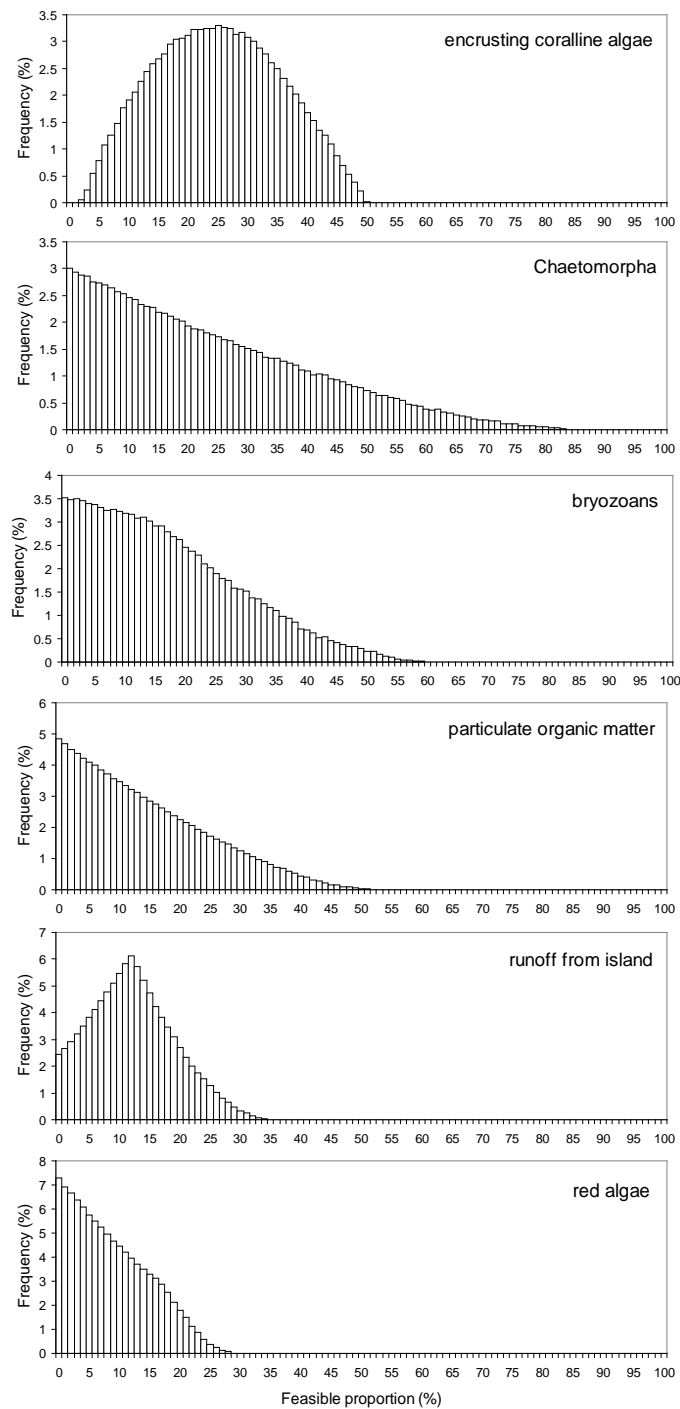 encrusting coralline algae
Frequency (%)
3.5
3
2.5
2
1.5
1
0.5
0
0 5 10 15 20 25 30 35 40 45 50 55 60 65 70 75 80 85 90 95 100
Chaetomorpha
Frequency (%)
3.5
3
2.5
2
1.5
1
0.5
0
0 5 10 15 20 25 30 35 40 45 50 55 60 65 70 75 80 85 90 95 100
bryozoans
Frequency (%)
4
3.5
3
2.5
2
1.5
1
0.5
0
0 5 10 15 20 25 30 35 40 45 50 55 60 65 70 75 80 85 90 95 100
particulate organic matter
Frequency (%)
6
5
4
3
2
1
0
0 5 10 15 20 25 30 35 40 45 50 55 60 65 70 75 80 85 90 95 100
runoff from island
Frequency (%)
7
6
5
4
3
2
1
0
0 5 10 15 20 25 30 35 40 45 50 55 60 65 70 75 80 85 90 95 100
red algae
Frequency (%)
8
7
6
5
4
3
2
1
0
0 5 10 15 20 25 30 35 40 45 50 55 60 65 70 75 80 85 90 95 100
Feasible proportion (%)